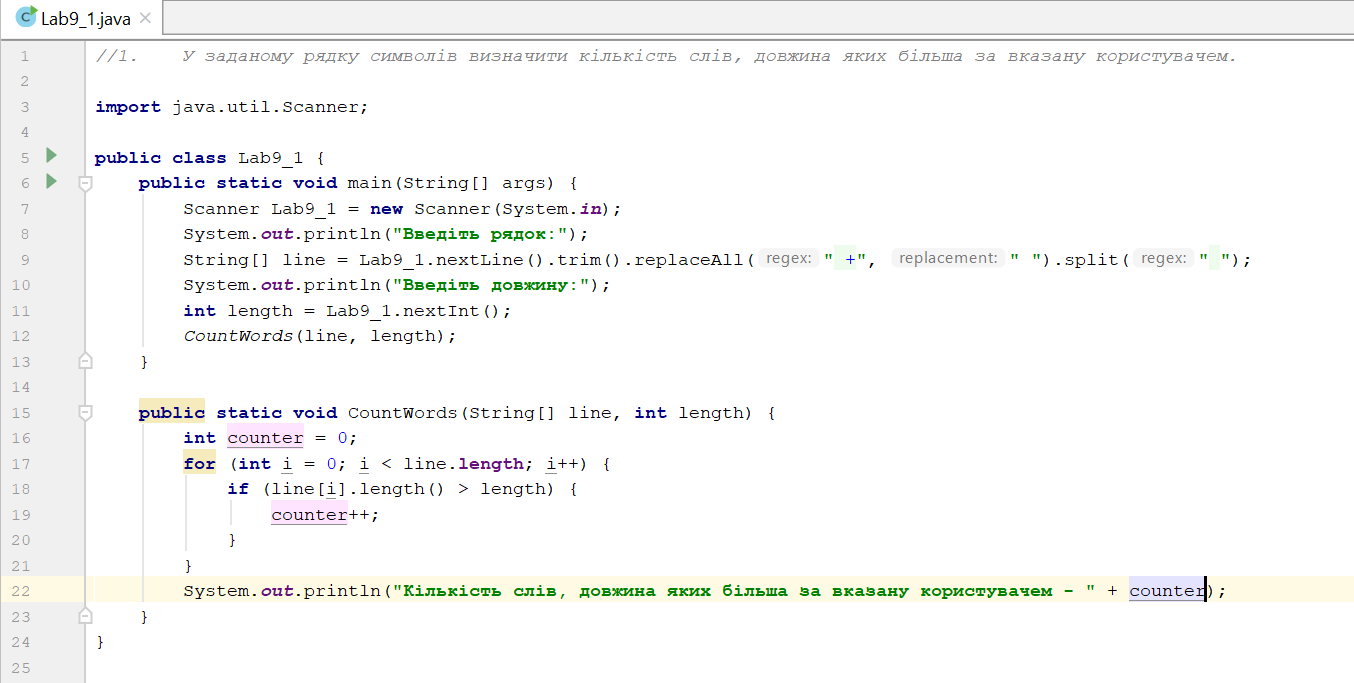 Lab9_1.java
1 //1. У заданому рядку символів визначити кількість слів, довжина яких більша за вказану користувачем.
2
3 import java.util.Scanner;
4
5 public class Lab9_1 {
6     public static void main(String[] args) {
7         Scanner Lab9_1 = new Scanner(System.in);
8         System.out.println("Введіть рядок:");
9         String[] line = Lab9_1.nextLine().trim().replaceAll( regex: " +", replacement: " ").split( regex: " ");
10         System.out.println("Введіть довжину:");
11         int length = Lab9_1.nextInt();
12         CountWords(line, length);
13     }
14
15     public static void CountWords(String[] line, int length) {
16         int counter = 0;
17         for (int i = 0; i < line.length; i++) {
18             if (line[i].length() > length) {
19                 counter++;
20             }
21         }
22         System.out.println("Кількість слів, довжина яких більша за вказану користувачем - " + counter);
23     }
24 }
25